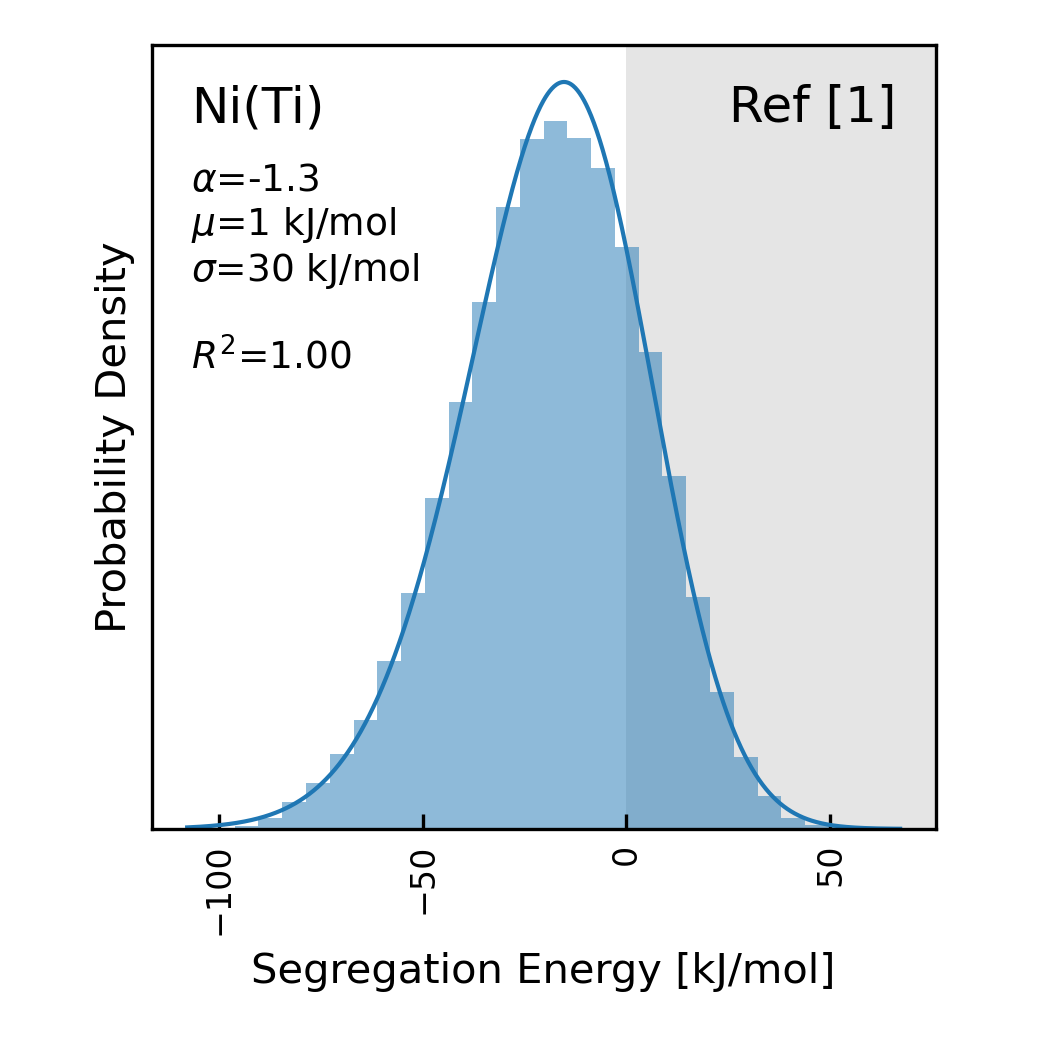 Ni(Ti)
Ref [1]
α=-1.3
μ=1 kJ/mol
σ=30 kJ/mol
R²=1.00
Probability Density
−100
−50
0
50
Segregation Energy [kJ/mol]